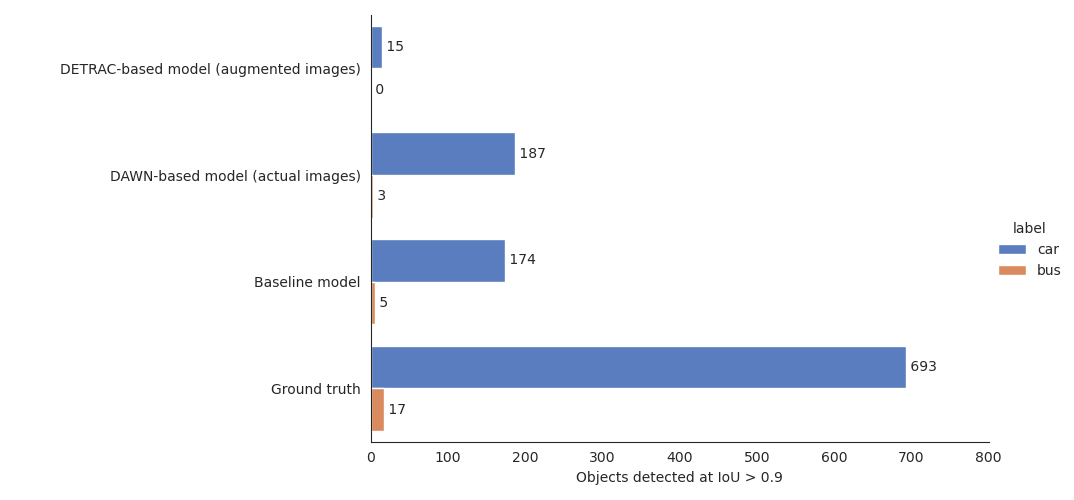 DETRAC-based model (augmented images)
15
0
DAWN-based model (actual images)
187
3
Baseline model
174
5
Ground truth
693
17
label
car
bus
0 100 200 300 400 500 600 700 800
Objects detected at IoU > 0.9